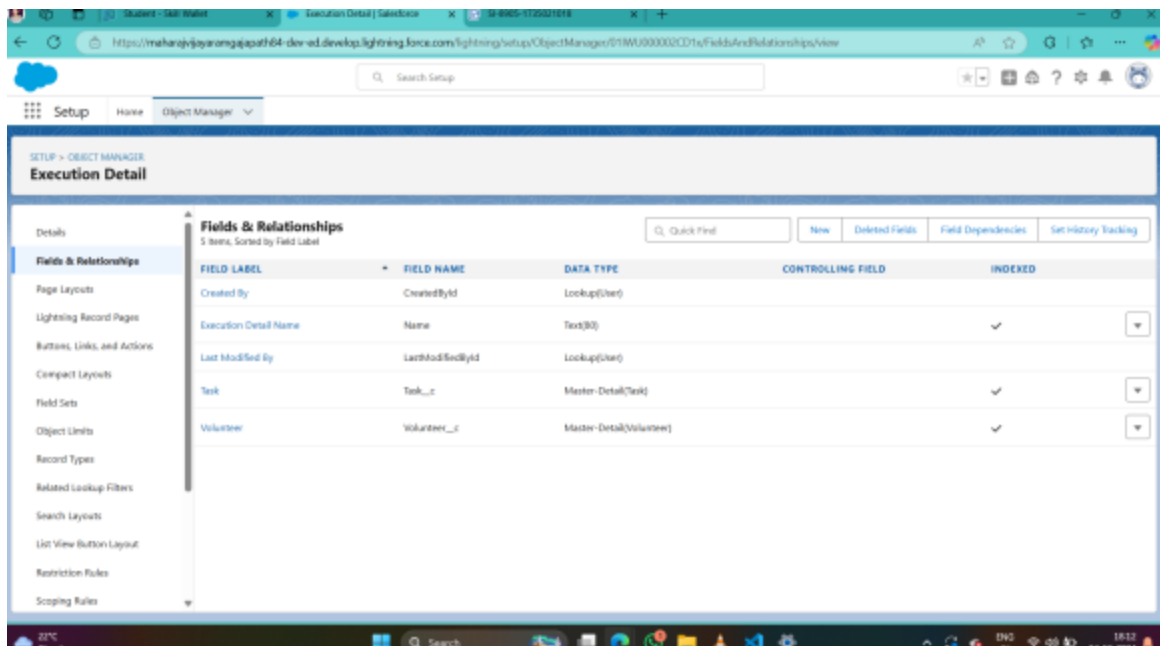 Student - Skill Wallet
Execution Detail | Salesforce
SI-8905-1735021018
https://maharajvijayaramgajapath84-dev-ed.develop.lightning.force.com/lightning/setup/ObjectManager/01IWU000002CD1s/FieldsAndRelationships/view
Search Setup
Setup
Home
Object Manager
SETUP > OBJECT MANAGER
Execution Detail
Details
Fields & Relationships
Page Layouts
Lightning Record Pages
Buttons, Links, and Actions
Compact Layouts
Field Sets
Object Limits
Record Types
Related Lookup Filters
Search Layouts
List View Button Layout
Restriction Rules
Scoping Rules
Fields & Relationships
5 Items, Sorted by Field Label
Quick Find
New
Deleted Fields
Field Dependencies
Set History Tracking
FIELD LABEL FIELD NAME DATA TYPE CONTROLLING FIELD INDEXED
Created By CreatedById Lookup(User)
Execution Detail Name Name Text(80)
Last Modified By LastModifiedById Lookup(User)
Task Task__c Master-Detail(Task)
Volunteer Volunteer__c Master-Detail(Volunteer)
22°C
Search
ENG
18:12